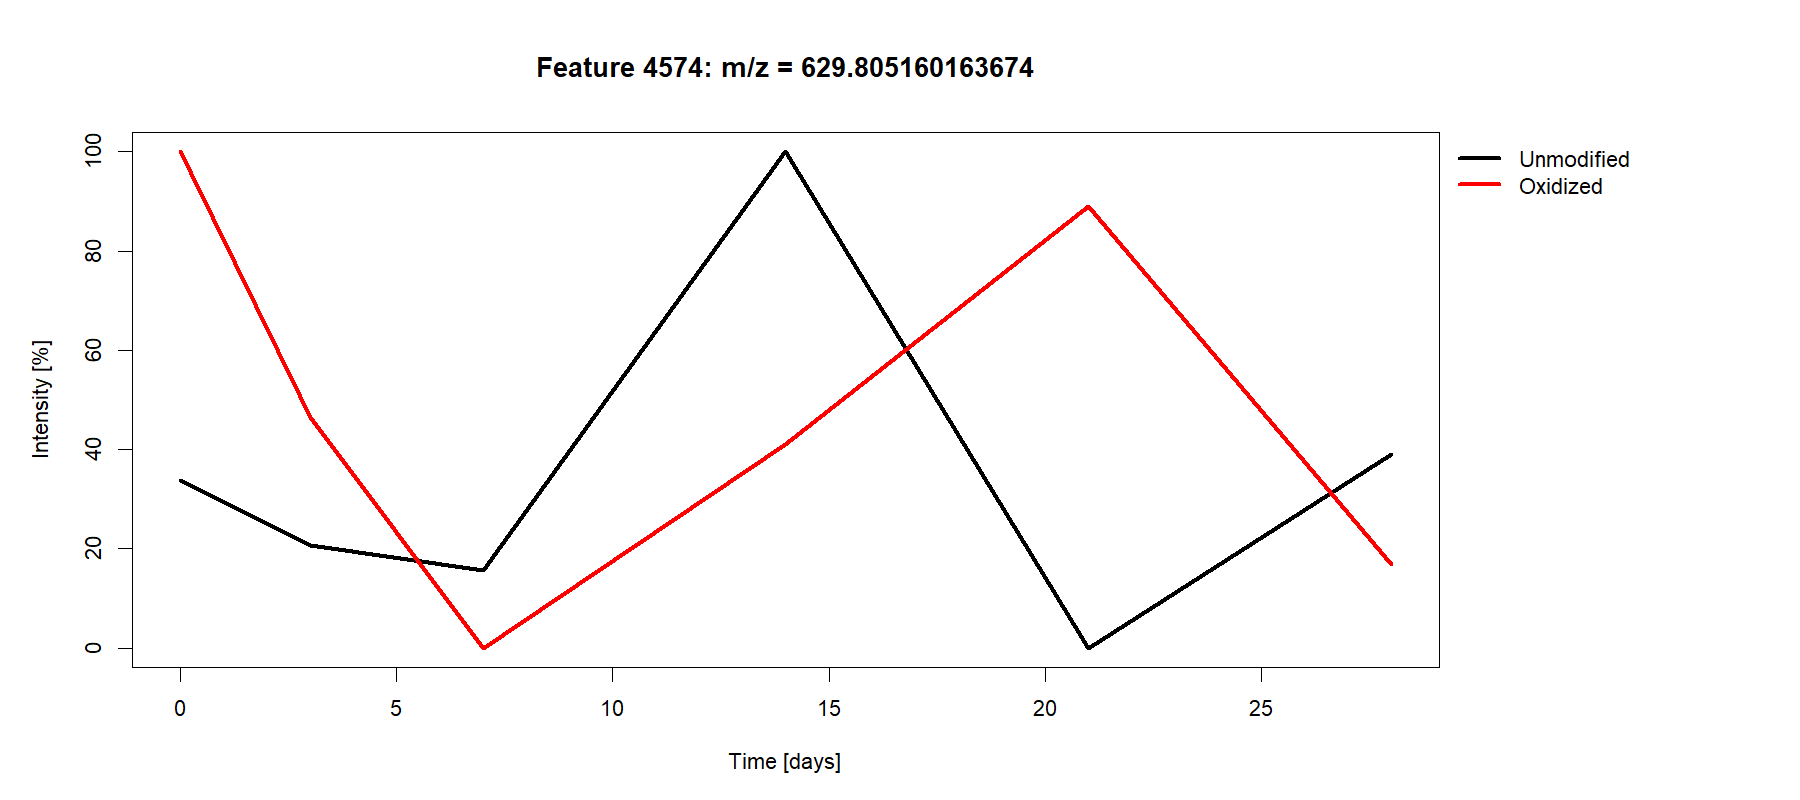 Feature 4574: m/z = 629.805160163674
Unmodified
Oxidized
Intensity [%]
100
80
60
40
20
0
0 5 10 15 20 25
Time [days]